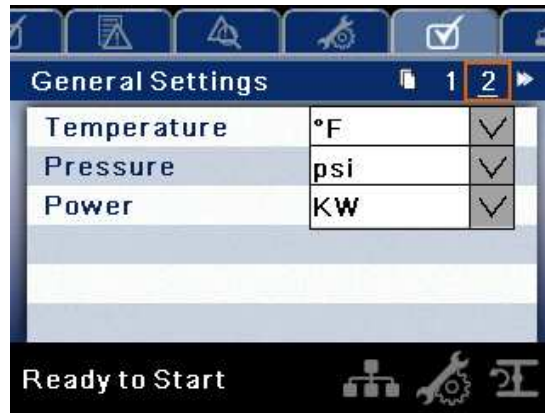 General Settings 1 2
Temperature °F
Pressure psi
Power KW
Ready to Start